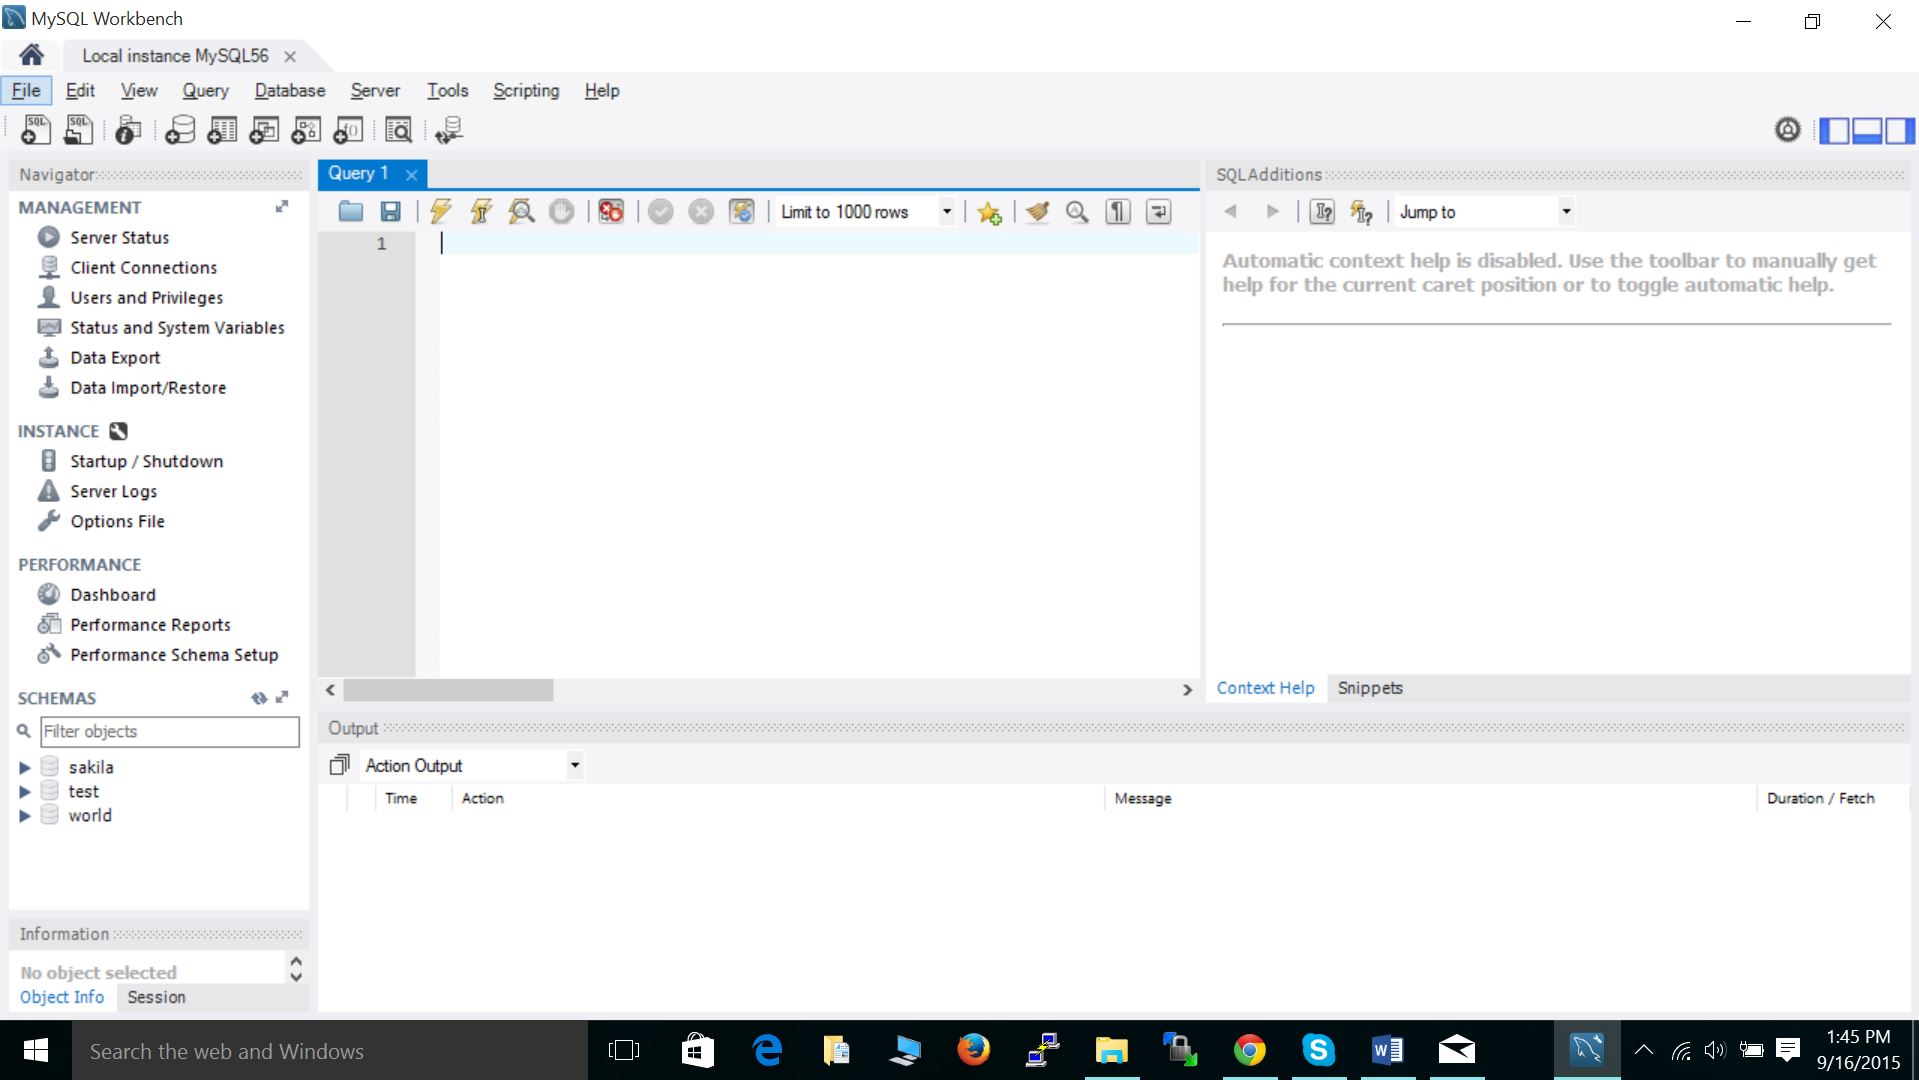 MySQL Workbench
Local instance MySQL56
File Edit View Query Database Server Tools Scripting Help
SQL SQL
Navigator
MANAGEMENT
Server Status
Client Connections
Users and Privileges
Status and System Variables
Data Export
Data Import/Restore
INSTANCE
Startup / Shutdown
Server Logs
Options File
PERFORMANCE
Dashboard
Performance Reports
Performance Schema Setup
SCHEMAS
Filter objects
sakila
test
world
Information
No object selected
Object Info Session
Query 1
Limit to 1000 rows
1
SQLAdditions
Jump to
Automatic context help is disabled. Use the toolbar to manually get
help for the current caret position or to toggle automatic help.
Context Help Snippets
Output
Action Output
Time Action Message Duration / Fetch
Search the web and Windows
1:45 PM
9/16/2015